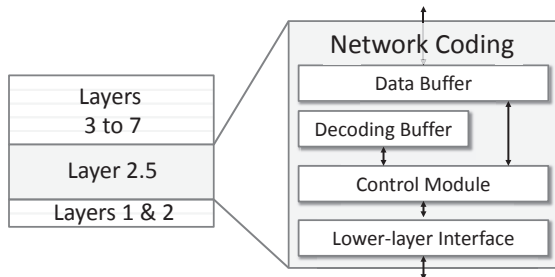 Layers
3 to 7
Layer 2.5
Layers 1 & 2
Network Coding
Data Buffer
Decoding Buffer
Control Module
Lower-layer Interface